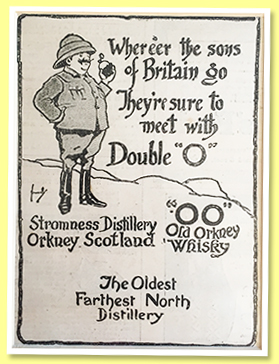 Where'er the sons
of Britain go
They're sure to
meet with
Double "O"
Stromness Distillery
Orkney. Scotland
"OO"
Old Orkney
Whisky
The Oldest
Farthest North
Distillery